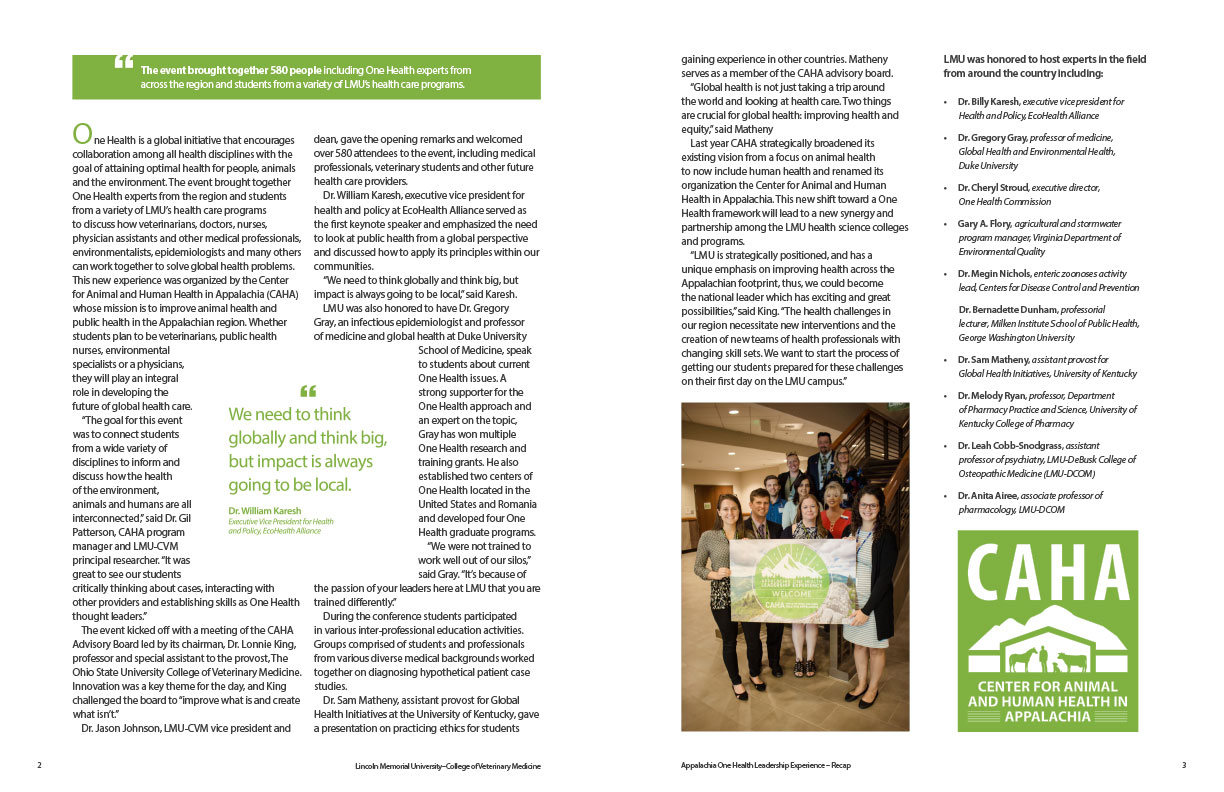 “
The event brought together 580 people including One Health experts from
across the region and students from a variety of LMU’s health care programs.
One Health is a global initiative that encourages
collaboration among all health disciplines with the
goal of attaining optimal health for people, animals
and the environment. The event brought together
One Health experts from the region and students
from a variety of LMU’s health care programs
to discuss how veterinarians, doctors, nurses,
physician assistants and other medical professionals,
environmentalists, epidemiologists and many others
can work together to solve global health problems.
This new experience was organized by the Center
for Animal and Human Health in Appalachia (CAHA)
whose mission is to improve animal health and
public health in the Appalachian region. Whether
students plan to be veterinarians, public health
nurses, environmental
specialists or a physicians,
they will play an integral
role in developing the
future of global health care.
“The goal for this event
was to connect students
from a wide variety of
disciplines to inform and
discuss how the health
of the environment,
animals and humans are all
interconnected,” said Dr. Gil
Patterson, CAHA program
manager and LMU-CVM
principal researcher. “It was
great to see our students
critically thinking about cases, interacting with
other providers and establishing skills as One Health
thought leaders.”
The event kicked off with a meeting of the CAHA
Advisory Board led by its chairman, Dr. Lonnie King,
professor and special assistant to the provost, The
Ohio State University College of Veterinary Medicine.
Innovation was a key theme for the day, and King
challenged the board to “improve what is and create
what isn’t.”
Dr. Jason Johnson, LMU-CVM vice president and
dean, gave the opening remarks and welcomed
over 580 attendees to the event, including medical
professionals, veterinary students and other future
health care providers.
Dr. William Karesh, executive vice president for
health and policy at EcoHealth Alliance served as
the first keynote speaker and emphasized the need
to look at public health from a global perspective
and discussed how to apply its principles within our
communities.
“We need to think globally and think big, but
impact is always going to be local,” said Karesh.
LMU was also honored to have Dr. Gregory
Gray, an infectious epidemiologist and professor
of medicine and global health at Duke University
School of Medicine, speak
to students about current
One Health issues. A
strong supporter for the
One Health approach and
an expert on the topic,
Gray has won multiple
One Health research and
training grants. He also
established two centers of
One Health located in the
United States and Romania
and developed four One
Health graduate programs.
“We were not trained to
work well out of our silos,”
said Gray. “It’s because of
the passion of your leaders here at LMU that you are
trained differently.”
During the conference students participated
in various inter-professional education activities.
Groups comprised of students and professionals
from various diverse medical backgrounds worked
together on diagnosing hypothetical patient case
studies.
Dr. Sam Matheny, assistant provost for Global
Health Initiatives at the University of Kentucky, gave
a presentation on practicing ethics for students
“
We need to think
globally and think big,
but impact is always
going to be local.
Dr. William Karesh
Executive Vice President for Health
and Policy, EcoHealth Alliance
2
Lincoln Memorial University–College of Veterinary Medicine
gaining experience in other countries. Matheny
serves as a member of the CAHA advisory board.
“Global health is not just taking a trip around
the world and looking at health care. Two things
are crucial for global health: improving health and
equity,” said Matheny
Last year CAHA strategically broadened its
existing vision from a focus on animal health
to now include human health and renamed its
organization the Center for Animal and Human
Health in Appalachia. This new shift toward a One
Health framework will lead to a new synergy and
partnership among the LMU health science colleges
and programs.
“LMU is strategically positioned, and has a
unique emphasis on improving health across the
Appalachian footprint, thus, we could become
the national leader which has exciting and great
possibilities,” said King. “The health challenges in
our region necessitate new interventions and the
creation of new teams of health professionals with
changing skill sets. We want to start the process of
getting our students prepared for these challenges
on their first day on the LMU campus.”
APPALACHIA ONE HEALTH
LEADERSHIP EXPERIENCE
WELCOME
CAHA
LMU was honored to host experts in the field
from around the country including:
• Dr. Billy Karesh, executive vice president for
Health and Policy, EcoHealth Alliance
• Dr. Gregory Gray, professor of medicine,
Global Health and Environmental Health,
Duke University
• Dr. Cheryl Stroud, executive director,
One Health Commission
• Gary A. Flory, agricultural and stormwater
program manager, Virginia Department of
Environmental Quality
• Dr. Megin Nichols, enteric zoonoses activity
lead, Centers for Disease Control and Prevention
Dr. Bernadette Dunham, professorial
lecturer, Milken Institute School of Public Health,
George Washington University
• Dr. Sam Matheny, assistant provost for
Global Health Initiatives, University of Kentucky
• Dr. Melody Ryan, professor, Department
of Pharmacy Practice and Science, University of
Kentucky College of Pharmacy
• Dr. Leah Cobb-Snodgrass, assistant
professor of psychiatry, LMU-DeBusk College of
Osteopathic Medicine (LMU-DCOM)
• Dr. Anita Airee, associate professor of
pharmacology, LMU-DCOM
CAHA
CENTER FOR ANIMAL
AND HUMAN HEALTH IN
APPALACHIA
Appalachia One Health Leadership Experience – Recap
3